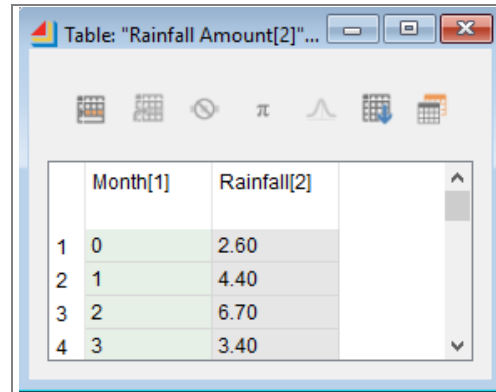 Table: "Rainfall Amount[2]"...
π
Month[1] Rainfall[2]
1 0 2.60
2 1 4.40
3 2 6.70
4 3 3.40